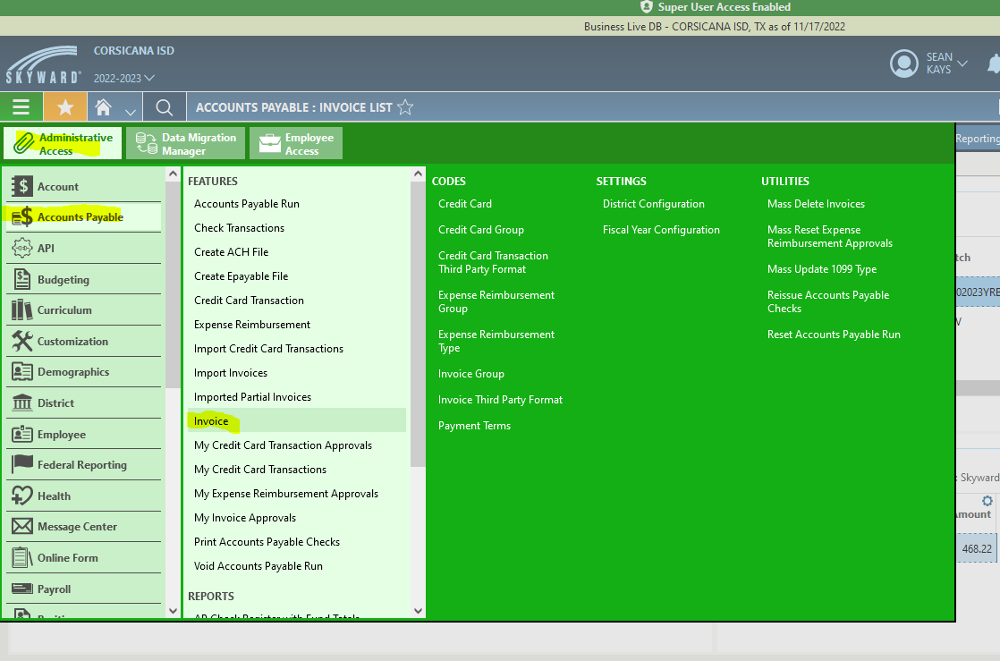 Super User Access Enabled
Business Live DB - CORSICANA ISD, TX as of 11/17/2022
SKYWARD
CORSICANA ISD
2022-2023
SEAN
KAYS
ACCOUNTS PAYABLE : INVOICE LIST
Administrative
Access
Data Migration
Manager
Employee
Access
Reporting
Account
Accounts Payable
API
Budgeting
Curriculum
Customization
Demographics
District
Employee
Federal Reporting
Health
Message Center
Online Form
Payroll
FEATURES
Accounts Payable Run
Check Transactions
Create ACH File
Create Epayable File
Credit Card Transaction
Expense Reimbursement
Import Credit Card Transactions
Import Invoices
Imported Partial Invoices
Invoice
My Credit Card Transaction Approvals
My Credit Card Transactions
My Expense Reimbursement Approvals
My Invoice Approvals
Print Accounts Payable Checks
Void Accounts Payable Run
REPORTS
AP Check Register with Fund Totals
CODES
Credit Card
Credit Card Group
Credit Card Transaction
Third Party Format
Expense Reimbursement
Group
Expense Reimbursement
Type
Invoice Group
Invoice Third Party Format
Payment Terms
SETTINGS
District Configuration
Fiscal Year Configuration
UTILITIES
Mass Delete Invoices
Mass Reset Expense
Reimbursement Approvals
Mass Update 1099 Type
Reissue Accounts Payable
Checks
Reset Accounts Payable Run
tch
02023YRB
Skyward
Amount
468.22